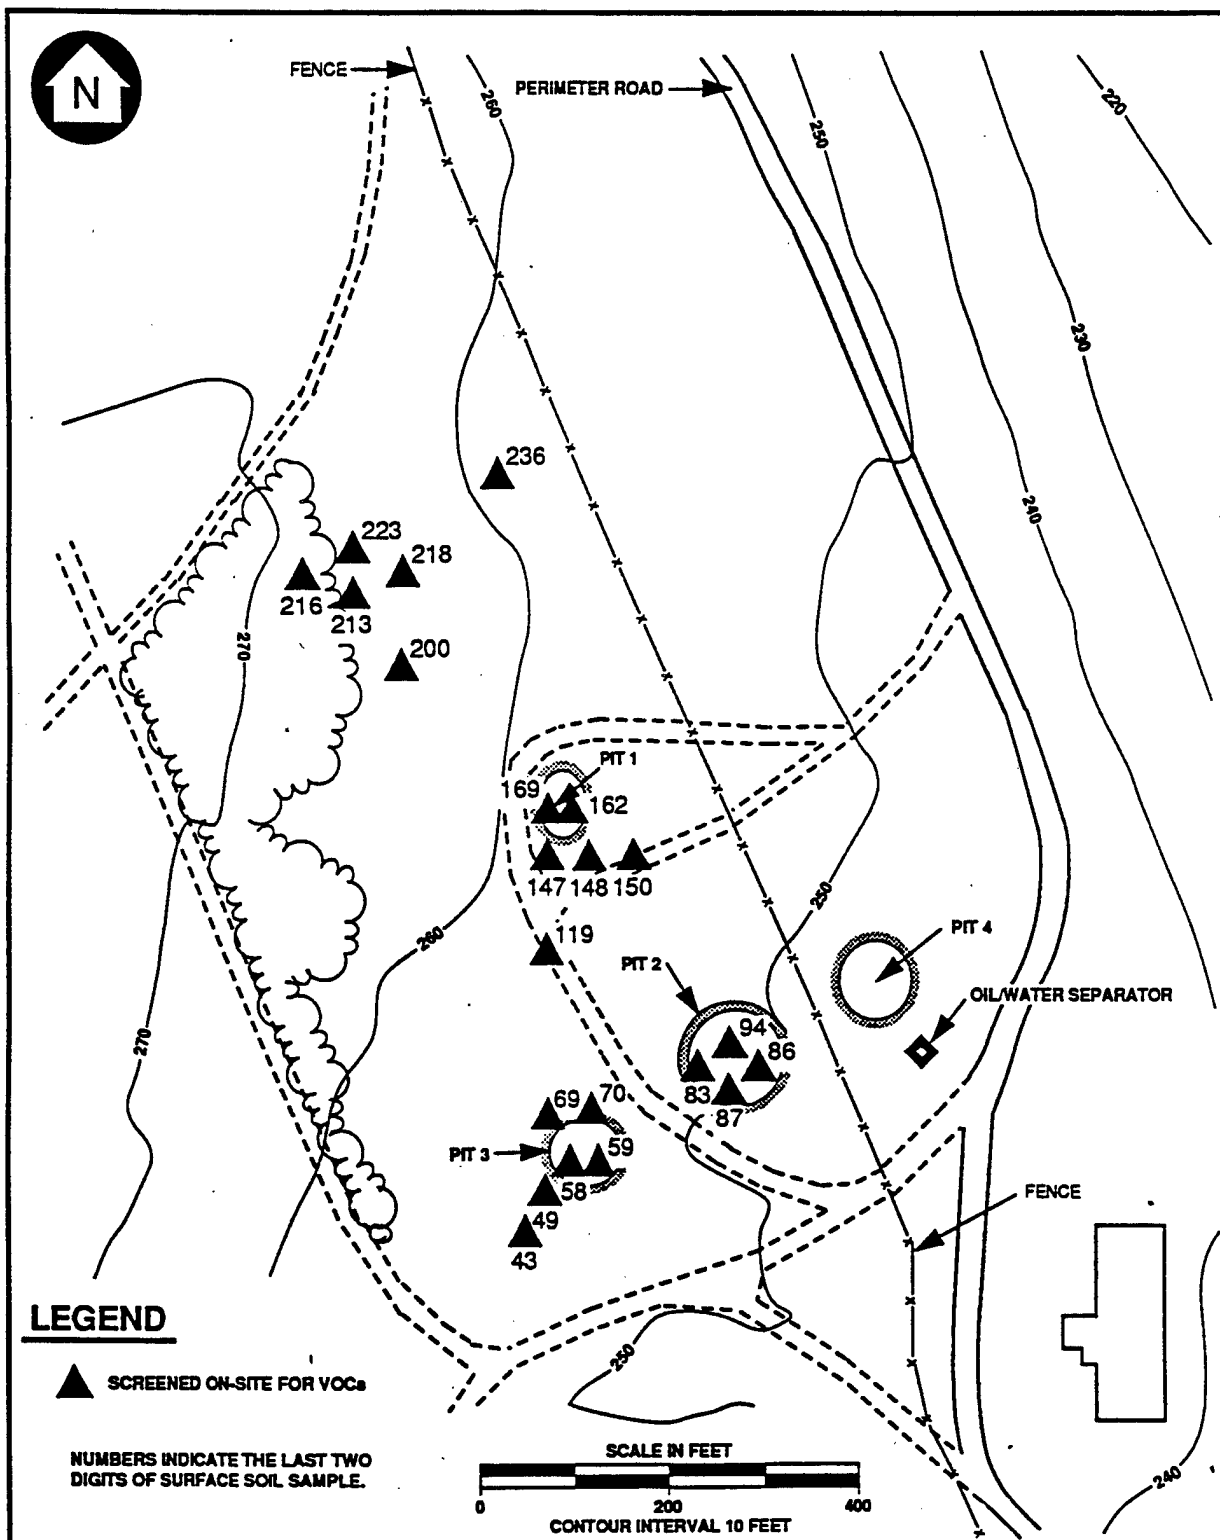 N
FENCE
PERIMETER ROAD
260
250
220
230
240
236
223
218
216
213
200
270
PIT 1
169
162
147 148 150
250
260
119
PIT 2
PIT 4
OIL/WATER SEPARATOR
94
86
83
87
270
69
70
PIT 3
59
58
49
43
FENCE
250
240
LEGEND
SCREENED ON-SITE FOR VOCs
NUMBERS INDICATE THE LAST TWO
DIGITS OF SURFACE SOIL SAMPLE.
SCALE IN FEET
0 200 400
CONTOUR INTERVAL 10 FEET